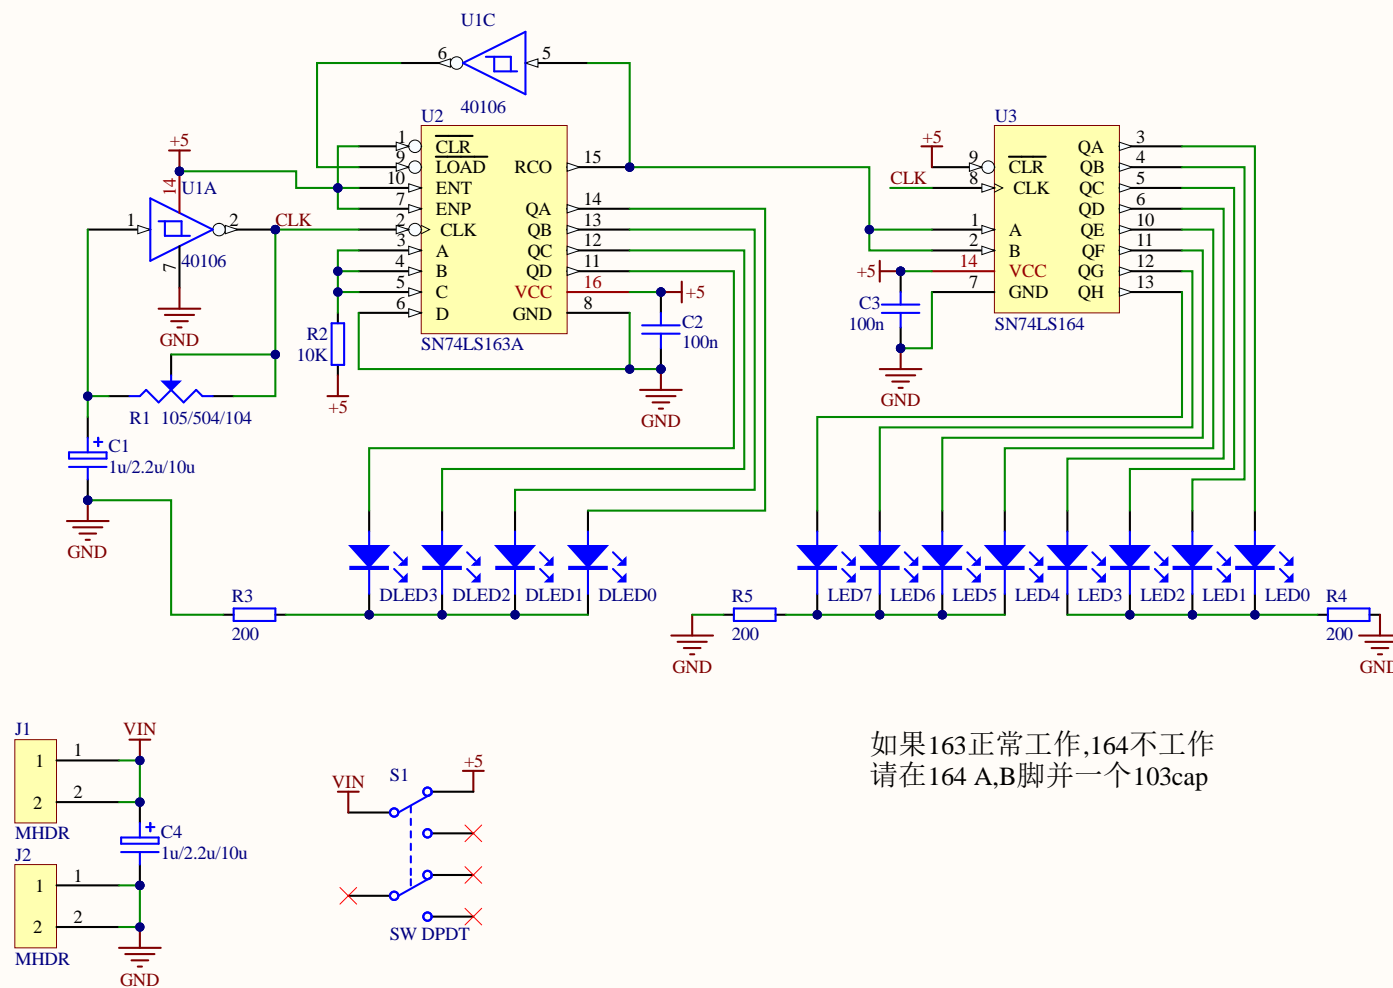 U1C
6
5
40106
U2
1
CLR
9
LOAD
10
ENT
7
ENP
2
CLK
3
A
4
B
5
C
6
D
RCO
15
QA
14
QB
13
QC
12
QD
11
VCC
16
GND
8
SN74LS163A
+5
14
U1A
1
2
CLK
40106
7
GND
R1
105/504/104
C1
1u/2.2u/10u
GND
R2
10K
+5
+5
C2
100n
GND
U3
+5
9
CLR
CLK
8
CLK
1
A
2
B
+5
14
VCC
7
GND
QA
3
QB
4
QC
5
QD
6
QE
10
QF
11
QG
12
QH
13
SN74LS164
C3
100n
GND
DLED3
DLED2
DLED1
DLED0
R3
200
LED7
LED6
LED5
LED4
LED3
LED2
LED1
LED0
R5
200
GND
R4
200
GND
J1
VIN
1
1
2
2
MHDR
C4
1u/2.2u/10u
J2
1
1
2
2
MHDR
GND
VIN
S1
+5
SW DPDT
如果163正常工作,164不工作
请在164 A,B脚并一个103cap